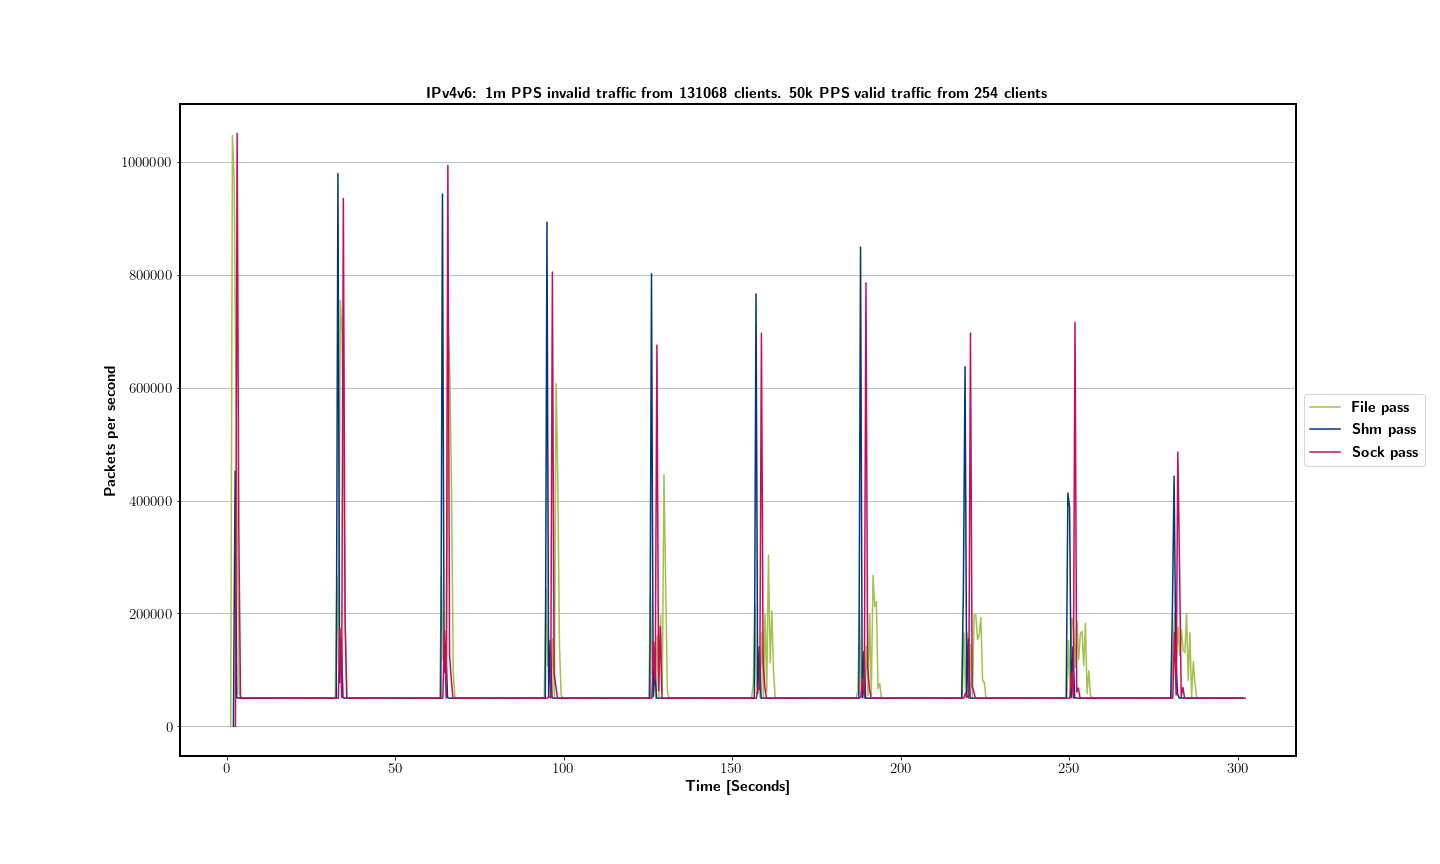 IPv4v6: 1m PPS invalid traffic from 131068 clients. 50k PPS valid traffic from 254 clients
Packets per second
1000000
800000
600000
400000
200000
0
0 50 100 150 200 250 300
Time [Seconds]
File pass
Shm pass
Sock pass